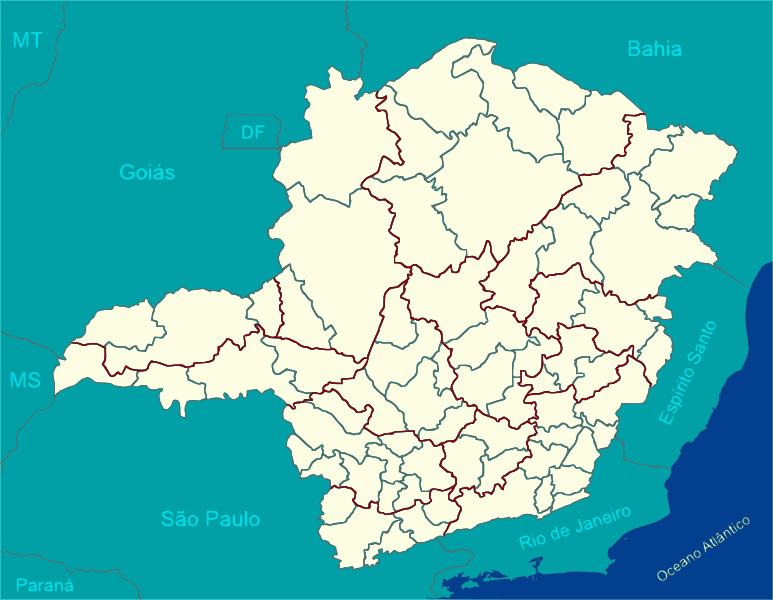 MT
Bahia
DF
Goiás
MS
Espírito Santo
São Paulo
Rio de Janeiro
Oceano Atlântico
Paraná